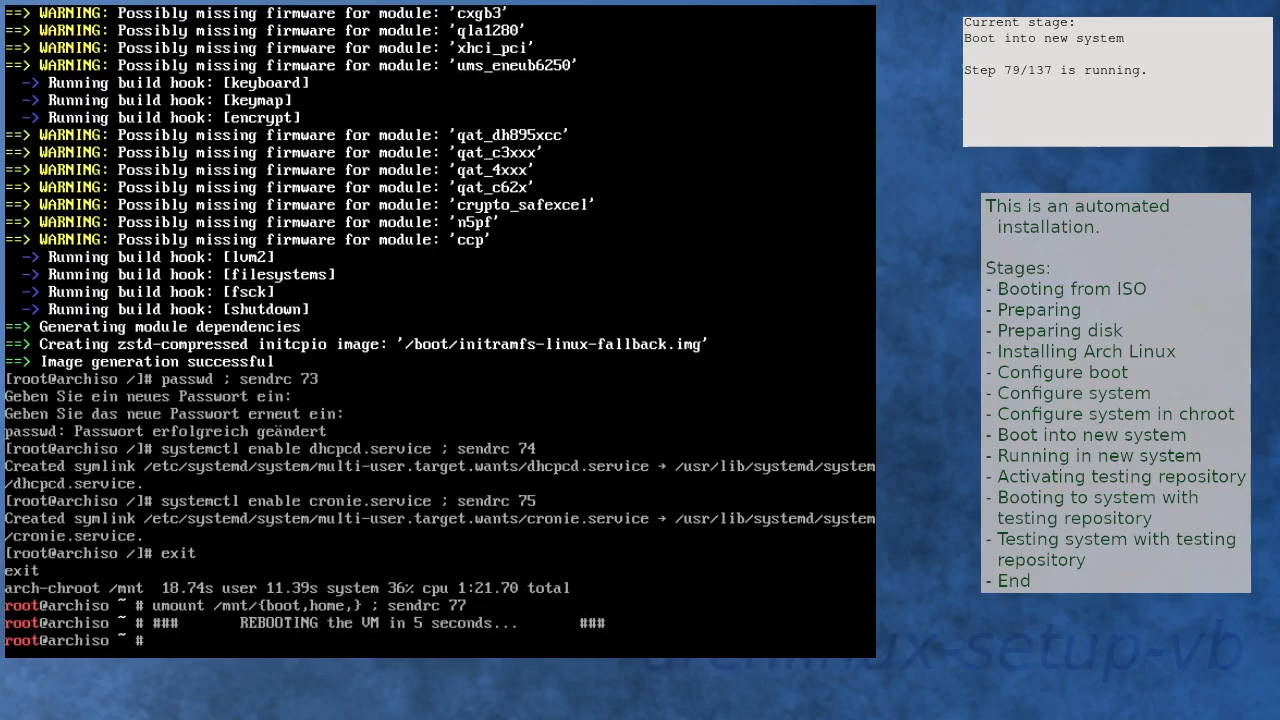 ==> WARNING: Possibly missing firmware for module: 'cxgb3'
==> WARNING: Possibly missing firmware for module: 'qla1280'
==> WARNING: Possibly missing firmware for module: 'xhci_pci'
==> WARNING: Possibly missing firmware for module: 'ums_eneub6250'
-> Running build hook: [keyboard]
-> Running build hook: [keymap]
-> Running build hook: [encrypt]
==> WARNING: Possibly missing firmware for module: 'qat_dh895xcc'
==> WARNING: Possibly missing firmware for module: 'qat_c3xxx'
==> WARNING: Possibly missing firmware for module: 'qat_4xxx'
==> WARNING: Possibly missing firmware for module: 'qat_c62x'
==> WARNING: Possibly missing firmware for module: 'crypto_safexcel'
==> WARNING: Possibly missing firmware for module: 'n5pf'
==> WARNING: Possibly missing firmware for module: 'ccp'
-> Running build hook: [lvm2]
-> Running build hook: [filesystems]
-> Running build hook: [fsck]
-> Running build hook: [shutdown]
==> Generating module dependencies
==> Creating zstd-compressed initcpio image: '/boot/initramfs-linux-fallback.img'
==> Image generation successful
[root@archiso /]# passwd ; sendrc 73
Geben Sie ein neues Passwort ein:
Geben Sie das neue Passwort erneut ein:
passwd: Passwort erfolgreich geändert
[root@archiso /]# systemctl enable dhcpcd.service ; sendrc 74
Created symlink /etc/systemd/system/multi-user.target.wants/dhcpcd.service → /usr/lib/systemd/system
/dhcpcd.service.
[root@archiso /]# systemctl enable cronie.service ; sendrc 75
Created symlink /etc/systemd/system/multi-user.target.wants/cronie.service → /usr/lib/systemd/system
/cronie.service.
[root@archiso /]# exit
exit
arch-chroot /mnt  18.74s user 11.39s system 36% cpu 1:21.70 total
root@archiso ~ # umount /mnt/{boot,home,} ; sendrc 77
root@archiso ~ # ###       REBOOTING the VM in 5 seconds...       ###
root@archiso ~ #
Current stage:
Boot into new system
Step 79/137 is running.
This is an automated
installation.
Stages:
- Booting from ISO
- Preparing
- Preparing disk
- Installing Arch Linux
- Configure boot
- Configure system
- Configure system in chroot
- Boot into new system
- Running in new system
- Activating testing repository
- Booting to system with
testing repository
- Testing system with testing
repository
- End
archlinux-setup-vb